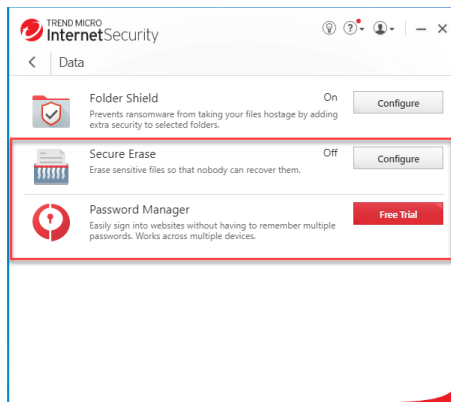 TREND MICRO
InternetSecurity
Data
Folder Shield
On
Configure
Prevents ransomware from taking your files hostage by adding
extra security to selected folders.
Secure Erase
Off
Configure
Erase sensitive files so that nobody can recover them.
Password Manager
Free Trial
Easily sign into websites without having to remember multiple
passwords. Works across multiple devices.